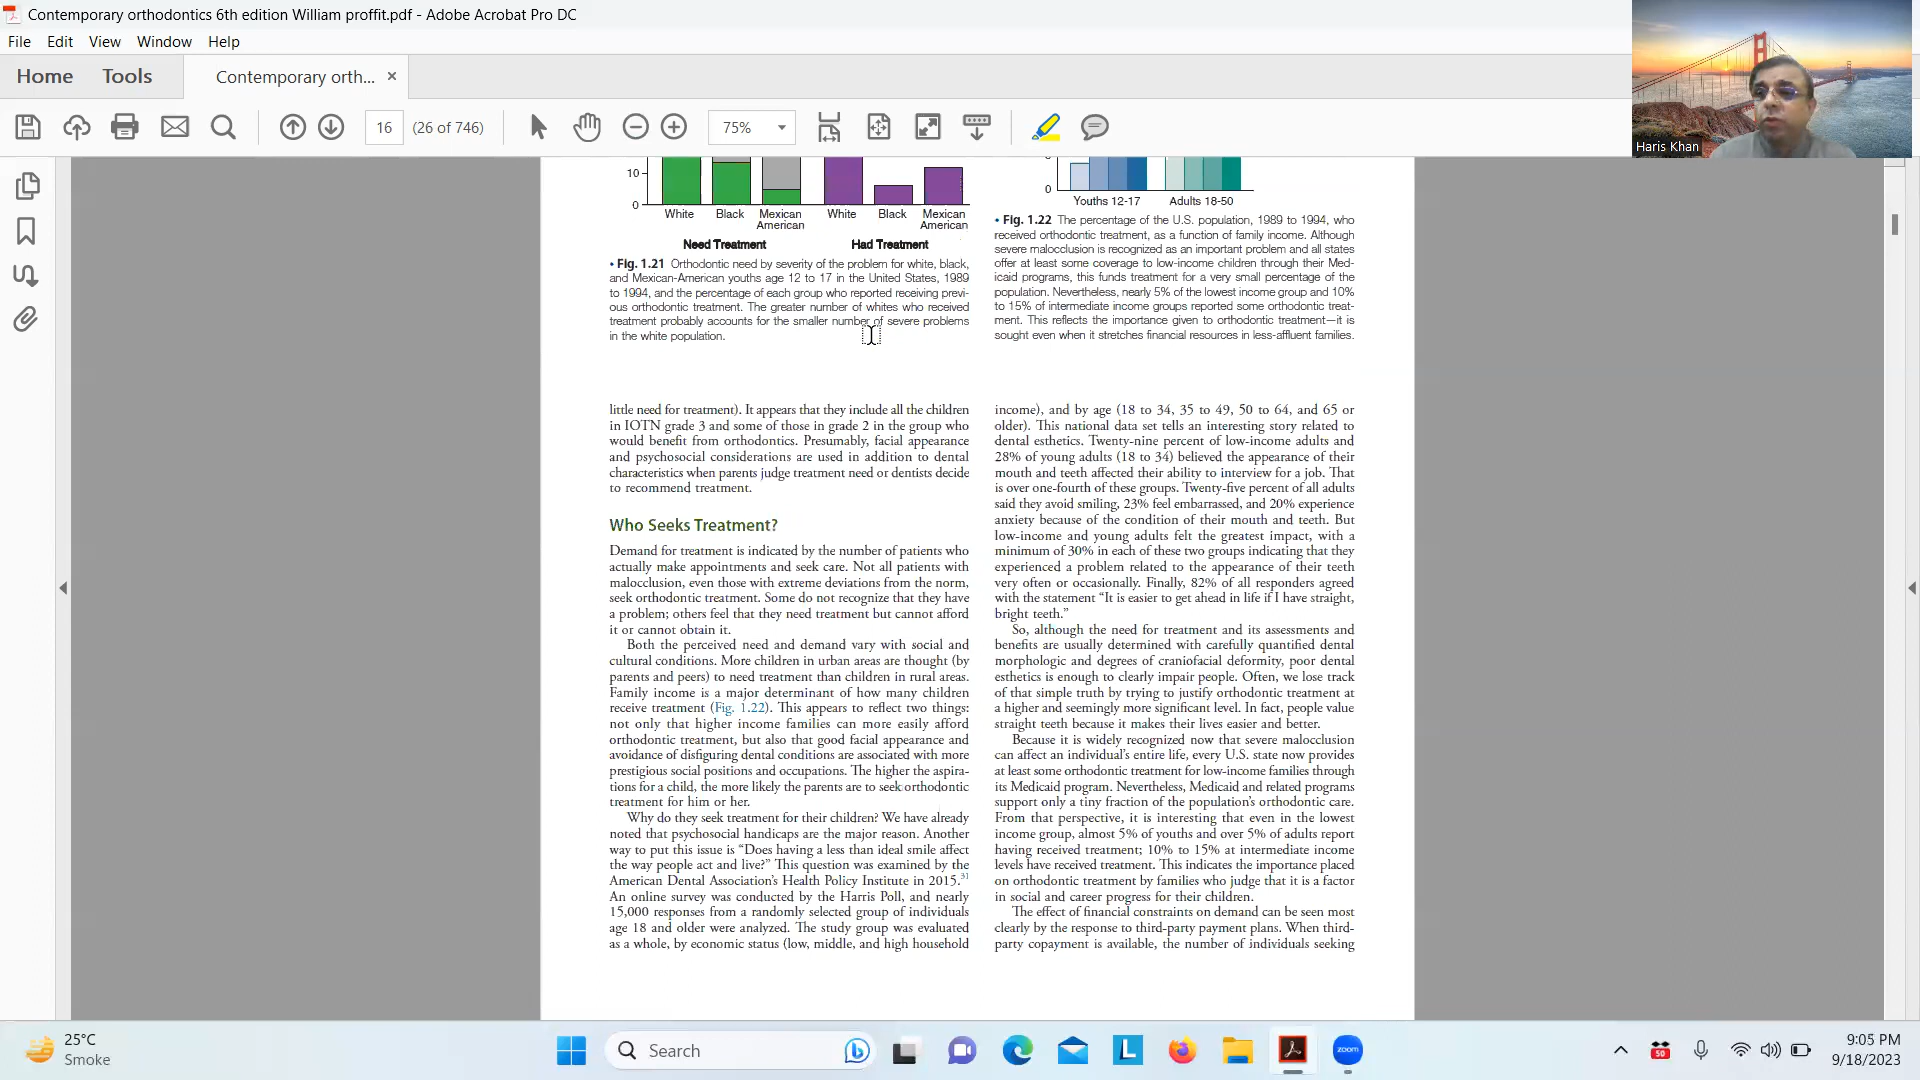 Contemporary orthodontics 6th edition William proffit.pdf - Adobe Acrobat Pro DC
File Edit View Window Help
Home Tools Contemporary orth... ×
16 (26 of 746) 75%
Haris Khan
10
0
White Black Mexican American White Black Mexican American
Need Treatment Had Treatment
• Fig. 1.21 Orthodontic need by severity of the problem for white, black,
and Mexican-American youths age 12 to 17 in the United States, 1989
to 1994, and the percentage of each group who reported receiving previ-
ous orthodontic treatment. The greater number of whites who received
treatment probably accounts for the smaller number of severe problems
in the white population.
0
Youths 12-17 Adults 18-50
• Fig. 1.22 The percentage of the U.S. population, 1989 to 1994, who
received orthodontic treatment, as a function of family income. Although
severe malocclusion is recognized as an important problem and all states
offer at least some coverage to low-income children through their Med-
icaid programs, this funds treatment for a very small percentage of the
population. Nevertheless, nearly 5% of the lowest income group and 10%
to 15% of intermediate income groups reported some orthodontic treat-
ment. This reflects the importance given to orthodontic treatment—it is
sought even when it stretches financial resources in less-affluent families.
little need for treatment). It appears that they include all the children
in IOTN grade 3 and some of those in grade 2 in the group who
would benefit from orthodontics. Presumably, facial appearance
and psychosocial considerations are used in addition to dental
characteristics when parents judge treatment need or dentists decide
to recommend treatment.
Who Seeks Treatment?
Demand for treatment is indicated by the number of patients who
actually make appointments and seek care. Not all patients with
malocclusion, even those with extreme deviations from the norm,
seek orthodontic treatment. Some do not recognize that they have
a problem; others feel that they need treatment but cannot afford
it or cannot obtain it.
Both the perceived need and demand vary with social and
cultural conditions. More children in urban areas are thought (by
parents and peers) to need treatment than children in rural areas.
Family income is a major determinant of how many children
receive treatment (Fig. 1.22). This appears to reflect two things:
not only that higher income families can more easily afford
orthodontic treatment, but also that good facial appearance and
avoidance of disfiguring dental conditions are associated with more
prestigious social positions and occupations. The higher the aspira-
tions for a child, the more likely the parents are to seek orthodontic
treatment for him or her.
Why do they seek treatment for their children? We have already
noted that psychosocial handicaps are the major reason. Another
way to put this issue is “Does having a less than ideal smile affect
the way people act and live?” This question was examined by the
American Dental Association’s Health Policy Institute in 2015.31
An online survey was conducted by the Harris Poll, and nearly
15,000 responses from a randomly selected group of individuals
age 18 and older were analyzed. The study group was evaluated
as a whole, by economic status (low, middle, and high household
income), and by age (18 to 34, 35 to 49, 50 to 64, and 65 or
older). This national data set tells an interesting story related to
dental esthetics. Twenty-nine percent of low-income adults and
28% of young adults (18 to 34) believed the appearance of their
mouth and teeth affected their ability to interview for a job. That
is over one-fourth of these groups. Twenty-five percent of all adults
said they avoid smiling, 23% feel embarrassed, and 20% experience
anxiety because of the condition of their mouth and teeth. But
low-income and young adults felt the greatest impact, with a
minimum of 30% in each of these two groups indicating that they
experienced a problem related to the appearance of their teeth
very often or occasionally. Finally, 82% of all responders agreed
with the statement “It is easier to get ahead in life if I have straight,
bright teeth.”
So, although the need for treatment and its assessments and
benefits are usually determined with carefully quantified dental
morphologic and degrees of craniofacial deformity, poor dental
esthetics is enough to clearly impair people. Often, we lose track
of that simple truth by trying to justify orthodontic treatment at
a higher and seemingly more significant level. In fact, people value
straight teeth because it makes their lives easier and better.
Because it is widely recognized now that severe malocclusion
can affect an individual’s entire life, every U.S. state now provides
at least some orthodontic treatment for low-income families through
its Medicaid program. Nevertheless, Medicaid and related programs
support only a tiny fraction of the population’s orthodontic care.
From that perspective, it is interesting that even in the lowest
income group, almost 5% of youths and over 5% of adults report
having received treatment; 10% to 15% at intermediate income
levels have received treatment. This indicates the importance placed
on orthodontic treatment by families who judge that it is a factor
in social and career progress for their children.
The effect of financial constraints on demand can be seen most
clearly by the response to third-party payment plans. When third-
party copayment is available, the number of individuals seeking
25°C
Smoke
Search
L
zoom
50
9:05 PM
9/18/2023